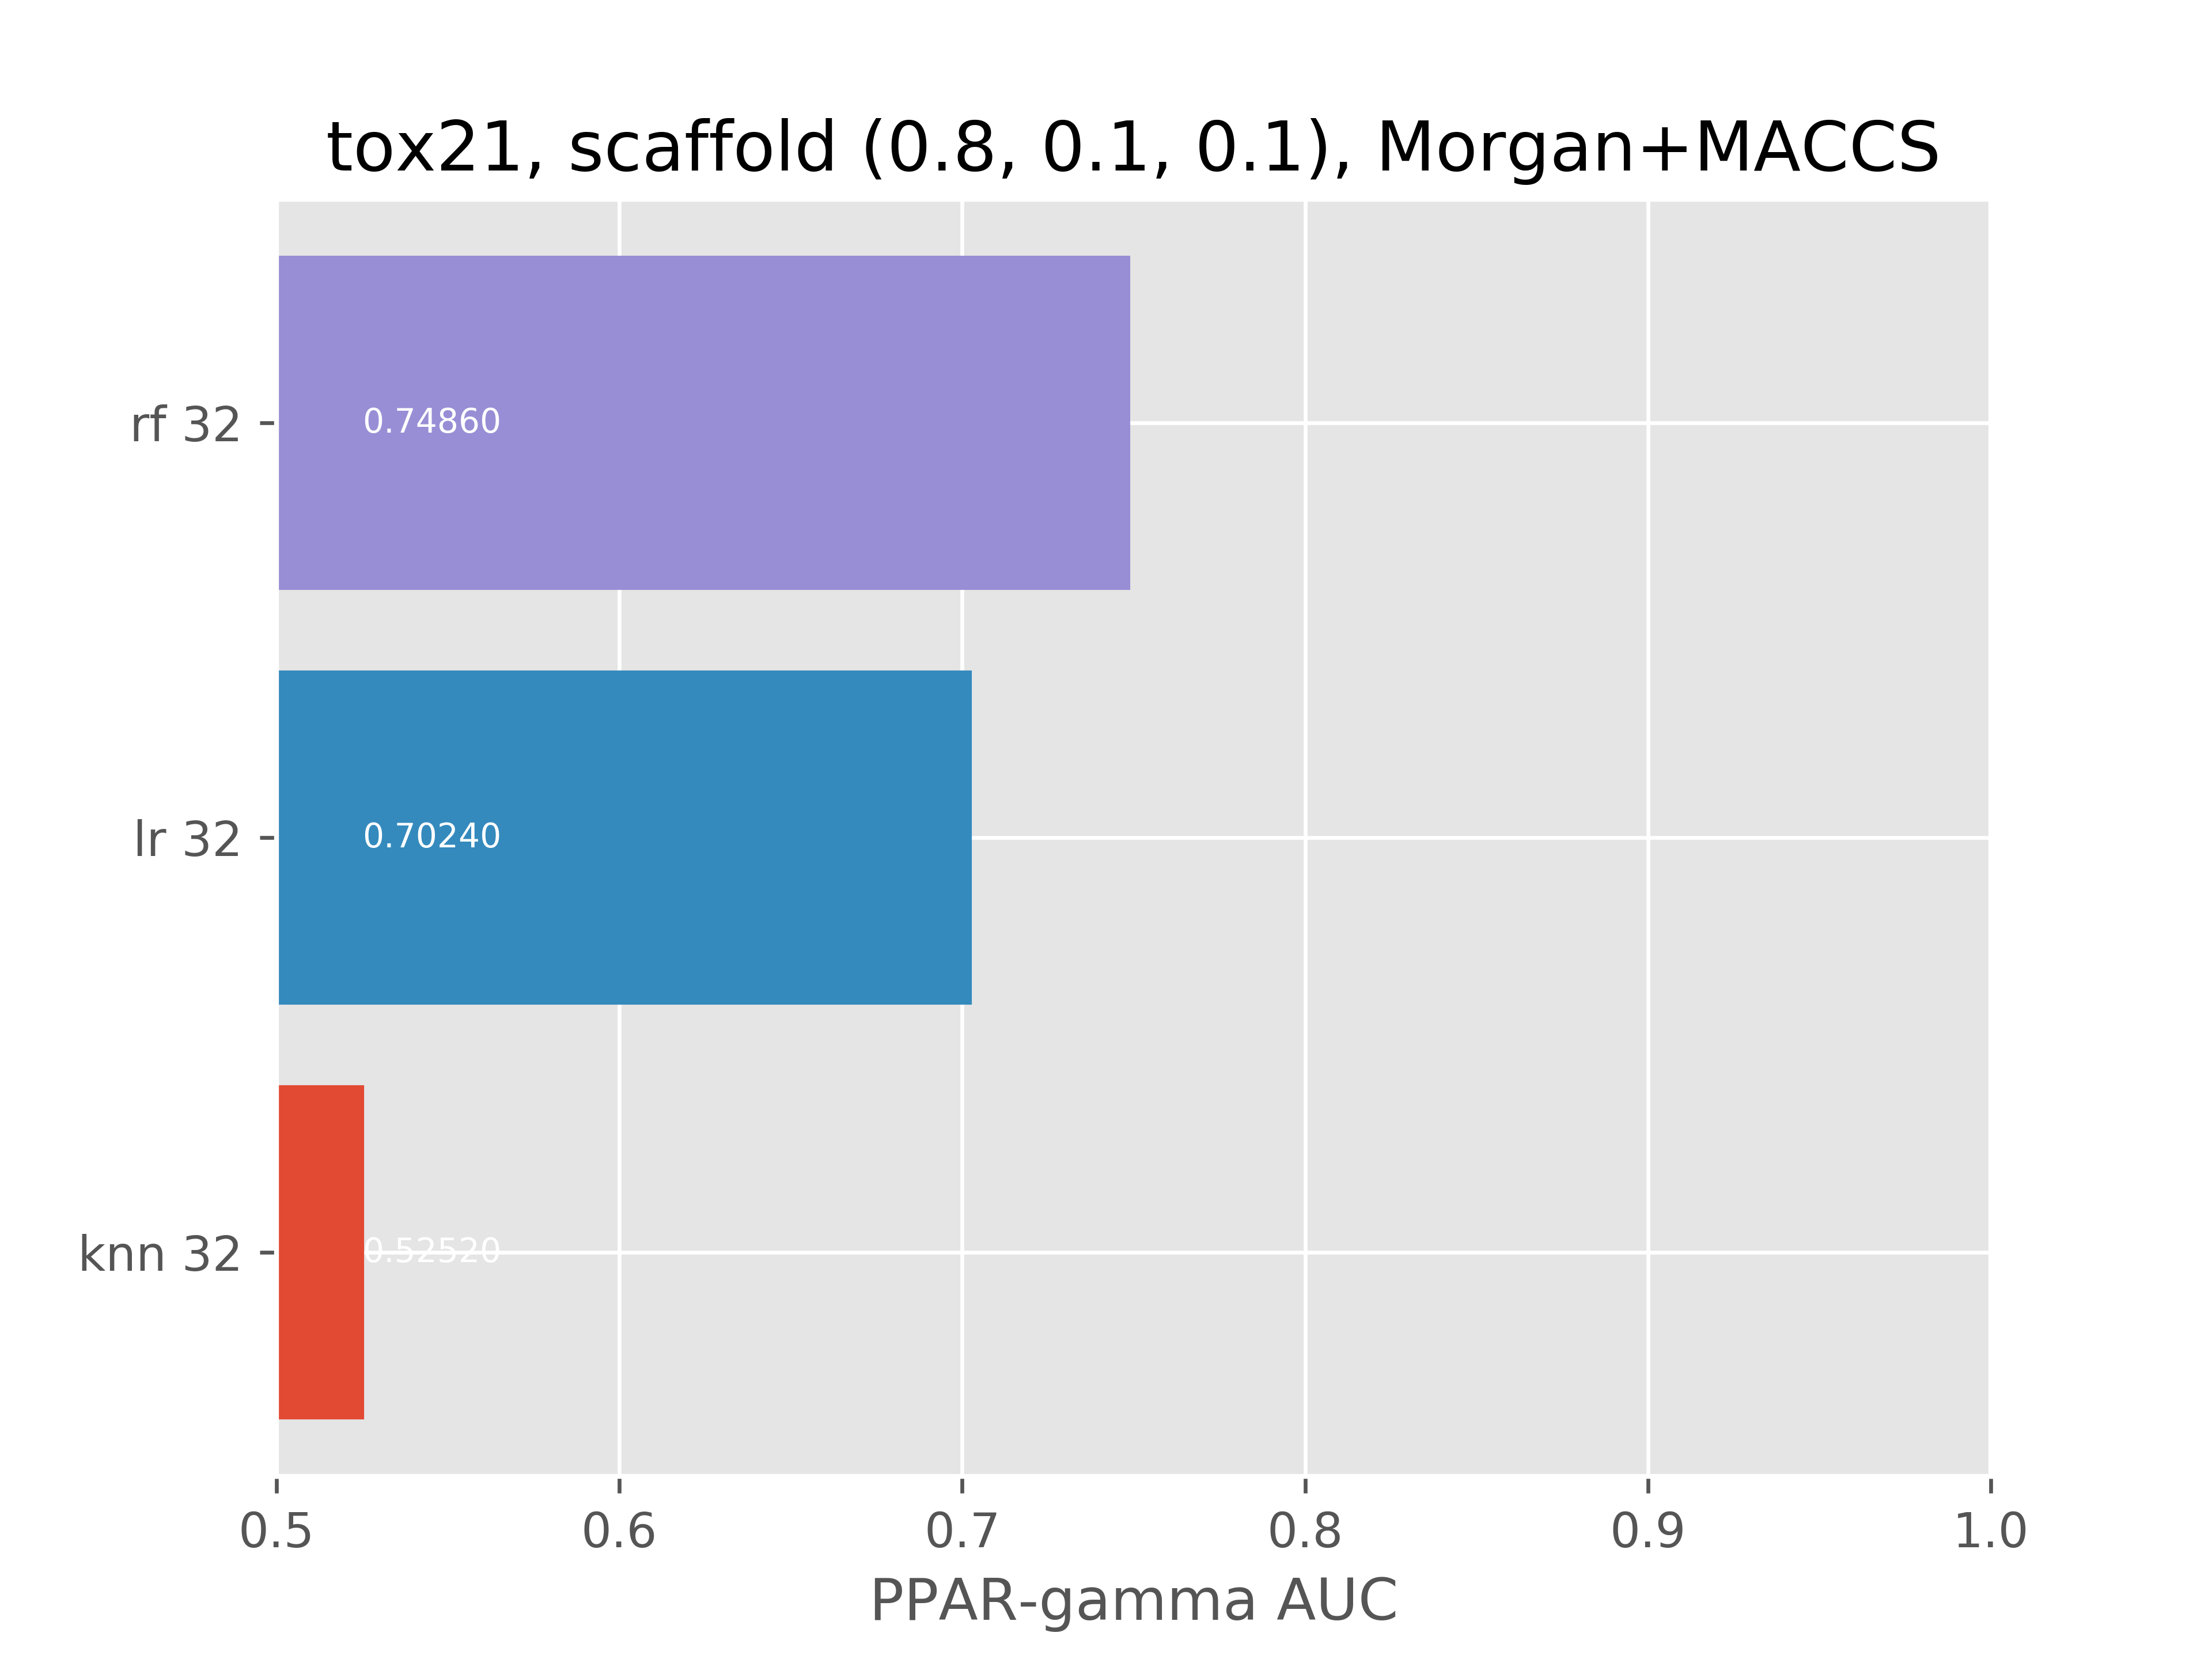 tox21, scaffold (0.8, 0.1, 0.1), Morgan+MACCS
rf 32
0.74860
lr 32
0.70240
knn 32
0.52520
0.5 0.6 0.7 0.8 0.9 1.0
PPAR-gamma AUC